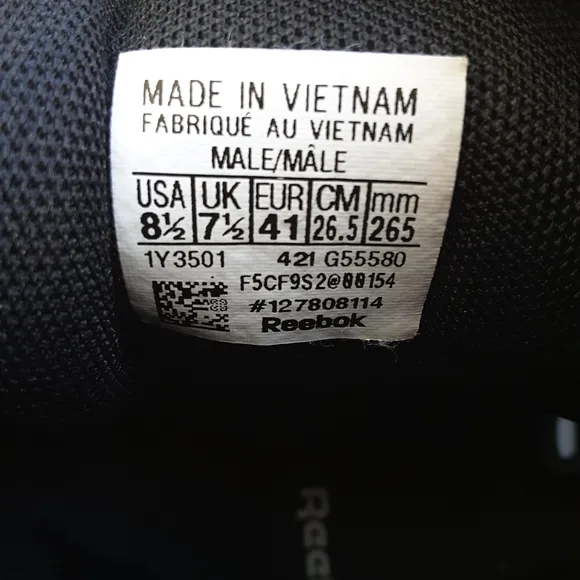 MADE IN VIETNAM
FABRIQUÉ AU VIETNAM
MALE/MÂLE
USA UK EUR CM mm
8½ 7½ 41 26.5 265
1Y3501 421 G55580
F5CF9S2@00154
#127808114
Reebok